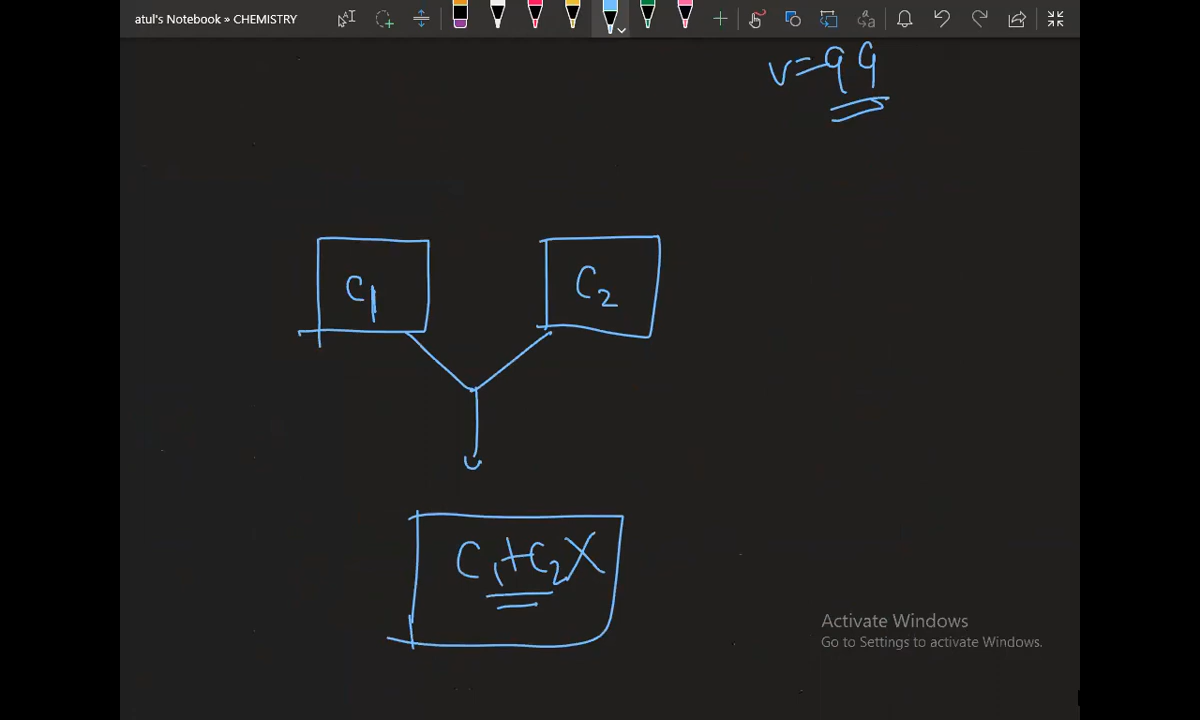 atul's Notebook » CHEMISTRY
v=99
C1
C2
C1+C2X
Activate Windows
Go to Settings to activate Windows.